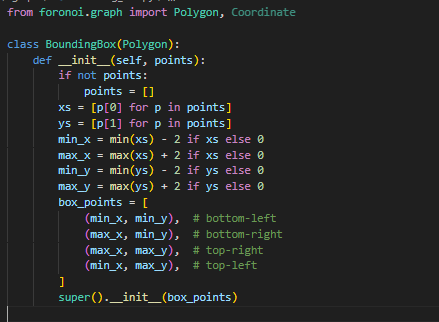 from foronoi.graph import Polygon, Coordinate

class BoundingBox(Polygon):
    def __init__(self, points):
        if not points:
            points = []
        xs = [p[0] for p in points]
        ys = [p[1] for p in points]
        min_x = min(xs) - 2 if xs else 0
        max_x = max(xs) + 2 if xs else 0
        min_y = min(ys) - 2 if ys else 0
        max_y = max(ys) + 2 if ys else 0
        box_points = [
            (min_x, min_y),  # bottom-left
            (max_x, min_y),  # bottom-right
            (max_x, max_y),  # top-right
            (min_x, max_y),  # top-left
        ]
        super().__init__(box_points)